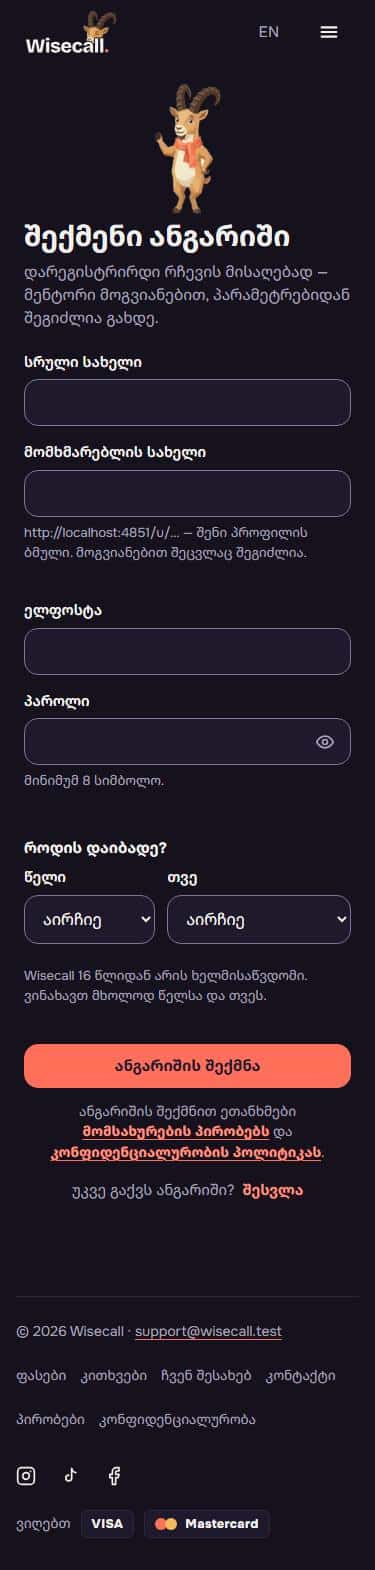 Wisecall.
EN
შექმენი ანგარიში
დარეგისტრირდი რჩევის მისაღებად —
მენტორი მოგვიანებით, პარამეტრებიდან
შეგიძლია გახდე.
სრული სახელი
მომხმარებლის სახელი
http://localhost:4851/u/... — შენი პროფილის
ბმული. მოგვიანებით შეცვლაც შეგიძლია.
ელფოსტა
პაროლი
მინიმუმ 8 სიმბოლო.
როდის დაიბადე?
წელი
თვე
აირჩიე
აირჩიე
Wisecall 16 წლიდან არის ხელმისაწვდომი.
ვინახავთ მხოლოდ წელსა და თვეს.
ანგარიშის შექმნა
ანგარიშის შექმნით ეთანხმები
მომსახურების პირობებს და
კონფიდენციალურობის პოლიტიკას.
უკვე გაქვს ანგარიში? შესვლა
© 2026 Wisecall · support@wisecall.test
ფასები კითხვები ჩვენ შესახებ კონტაქტი
პირობები კონფიდენციალურობა
ვიღებთ VISA Mastercard